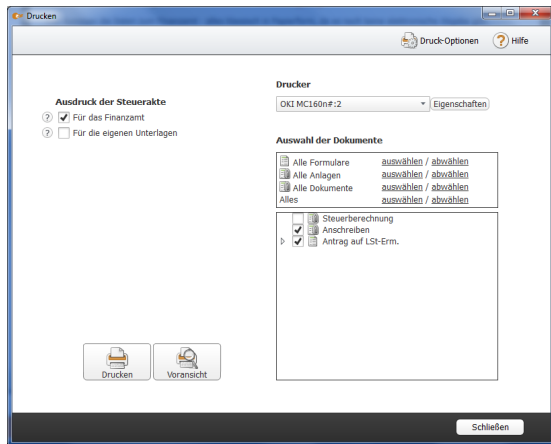 Drucken
Druck-Optionen
Hilfe
Ausdruck der Steuerakte
Für das Finanzamt
Für die eigenen Unterlagen
Drucker
OKI MC160n#:2
Eigenschaften
Auswahl der Dokumente
Alle Formulare auswählen / abwählen
Alle Anlagen auswählen / abwählen
Alle Dokumente auswählen / abwählen
Alles auswählen / abwählen
Steuerberechnung
Anschreiben
Antrag auf LSt-Erm.
Drucken
Voransicht
Schließen